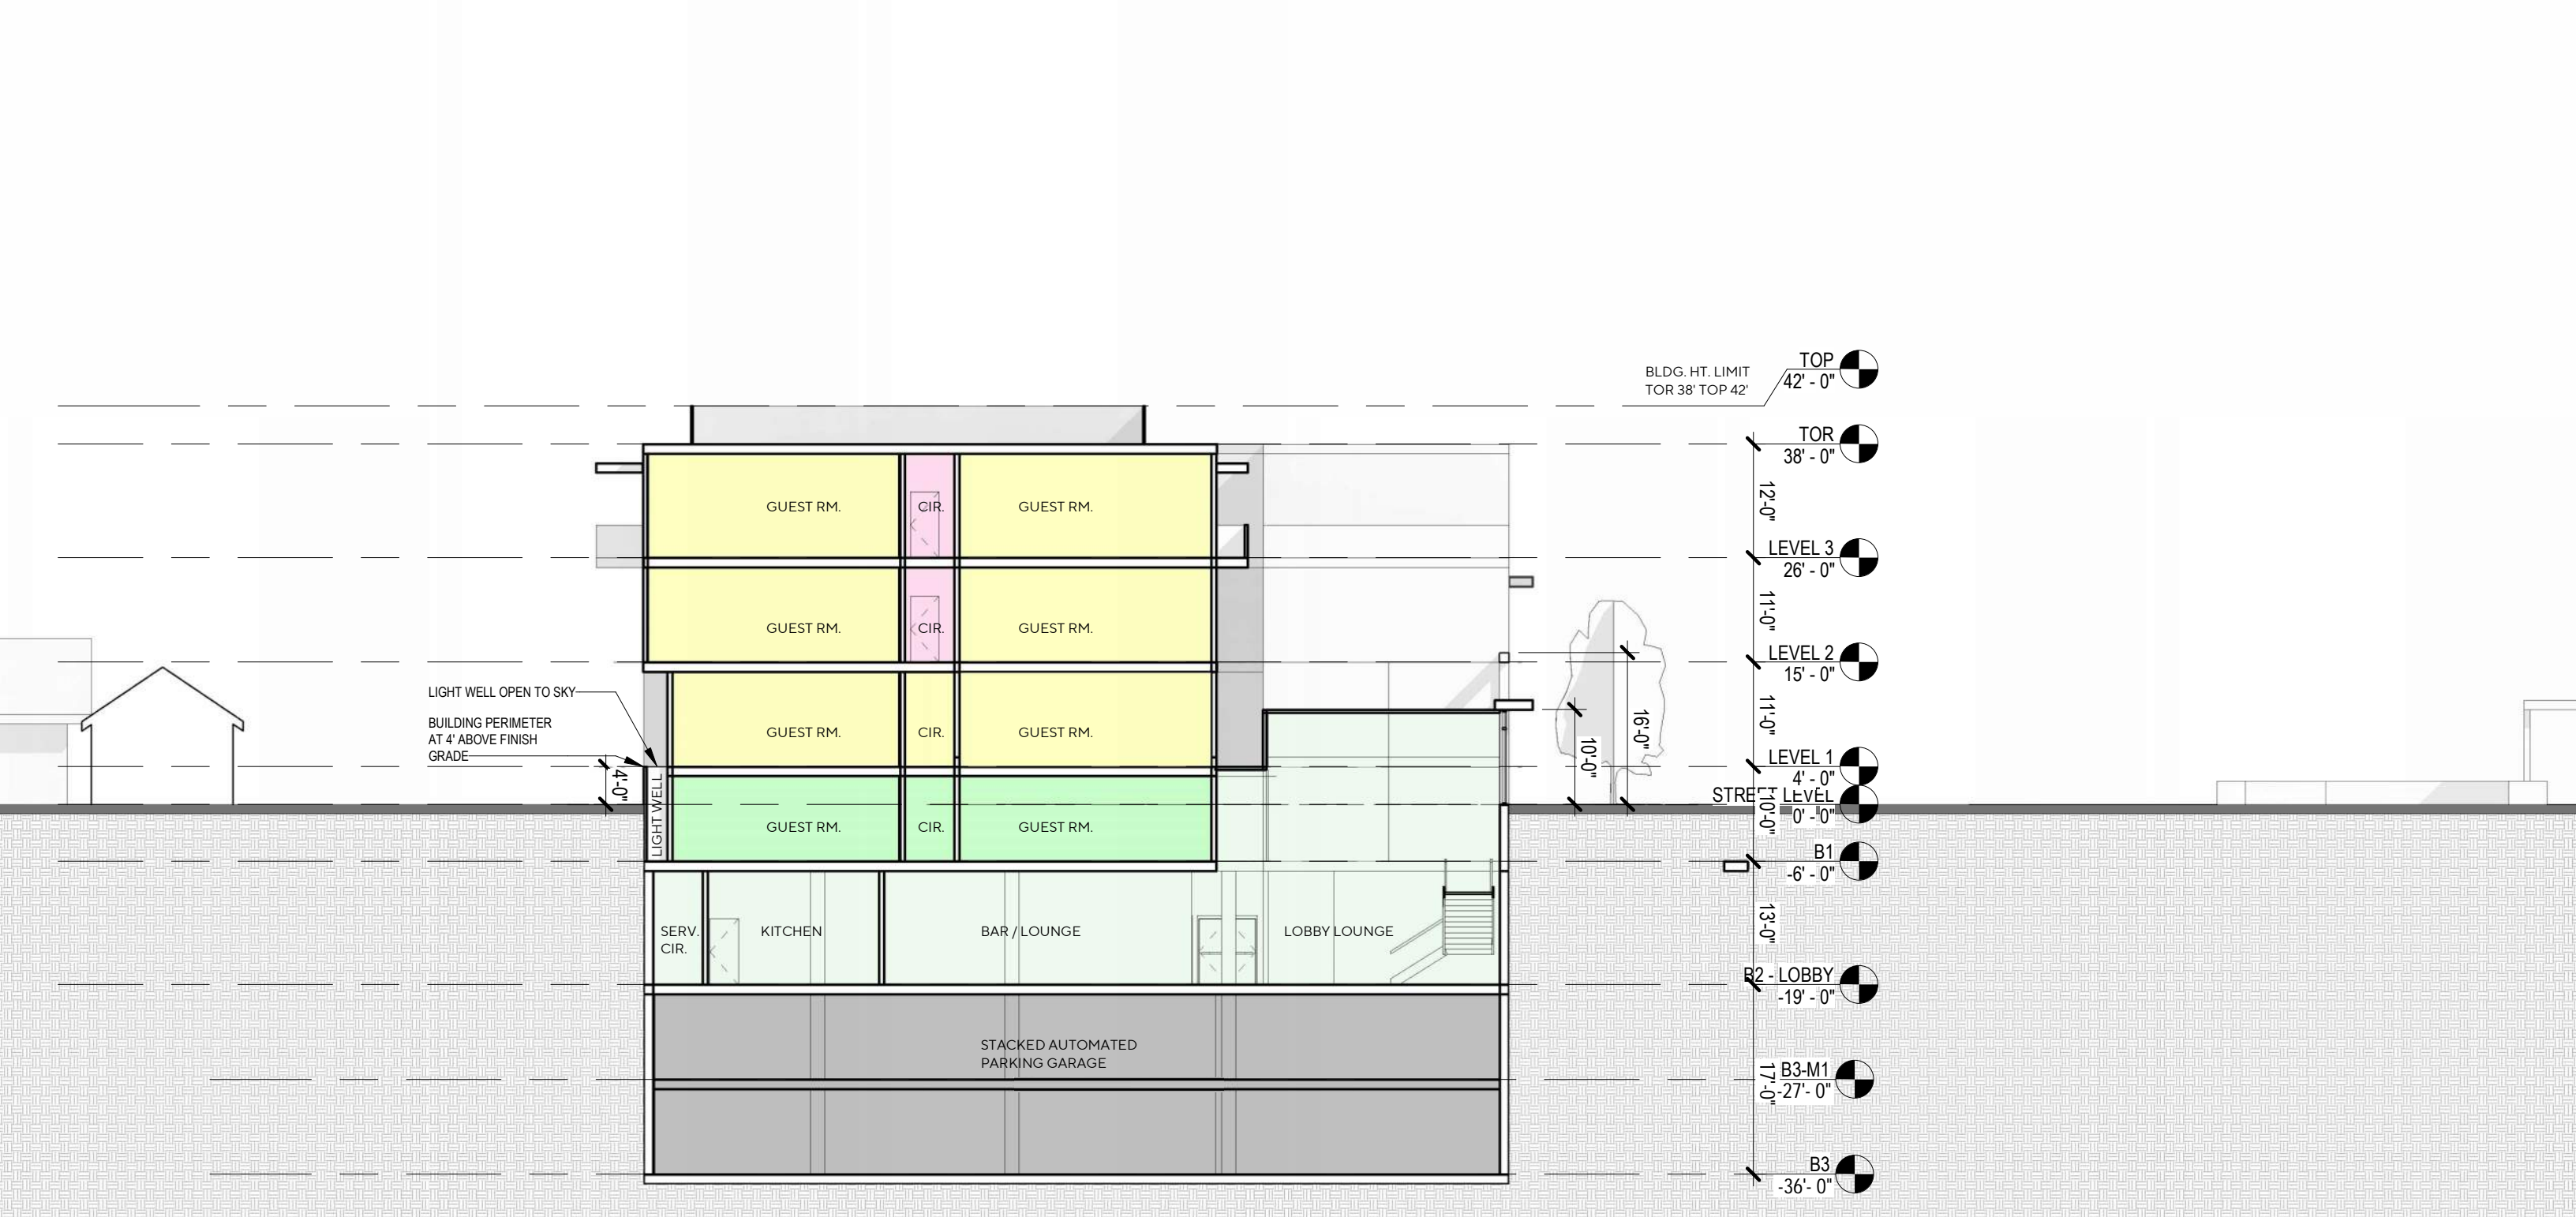 TOP
42' - 0"
BLDG. HT. LIMIT
TOR 38' TOP 42'
TOR
38' - 0"
12'-0"
GUEST RM.
CIR.
GUEST RM.
LEVEL 3
26' - 0"
11'-0"
GUEST RM.
CIR.
GUEST RM.
LEVEL 2
15' - 0"
LIGHT WELL OPEN TO SKY
BUILDING PERIMETER
AT 4' ABOVE FINISH
GRADE
GUEST RM.
CIR.
GUEST RM.
16'-0"
10'-0"
11'-0"
LEVEL 1
4' - 0"
4'-0"
LIGHT WELL
STREET LEVEL
0' - 0"
10'-0"
GUEST RM.
CIR.
GUEST RM.
B1
-6' - 0"
13'-0"
SERV.
CIR.
KITCHEN
BAR / LOUNGE
LOBBY LOUNGE
B2 - LOBBY
-19' - 0"
STACKED AUTOMATED
PARKING GARAGE
17'-0"
B3-M1
-27'- 0"
B3
-36'- 0"